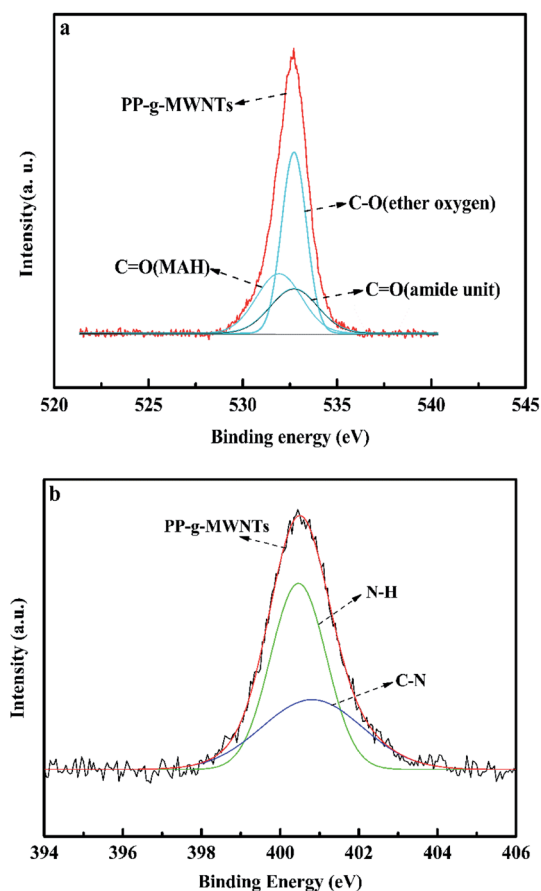 a
PP-g-MWNTs
C-O(ether oxygen)
C=O(MAH)
C=O(amide unit)
Intensity(a. u.)
520 525 530 535 540 545
Binding energy (eV)
b
PP-g-MWNTs
N-H
C-N
Intensity (a.u.)
394 396 398 400 402 404 406
Binding Energy (eV)